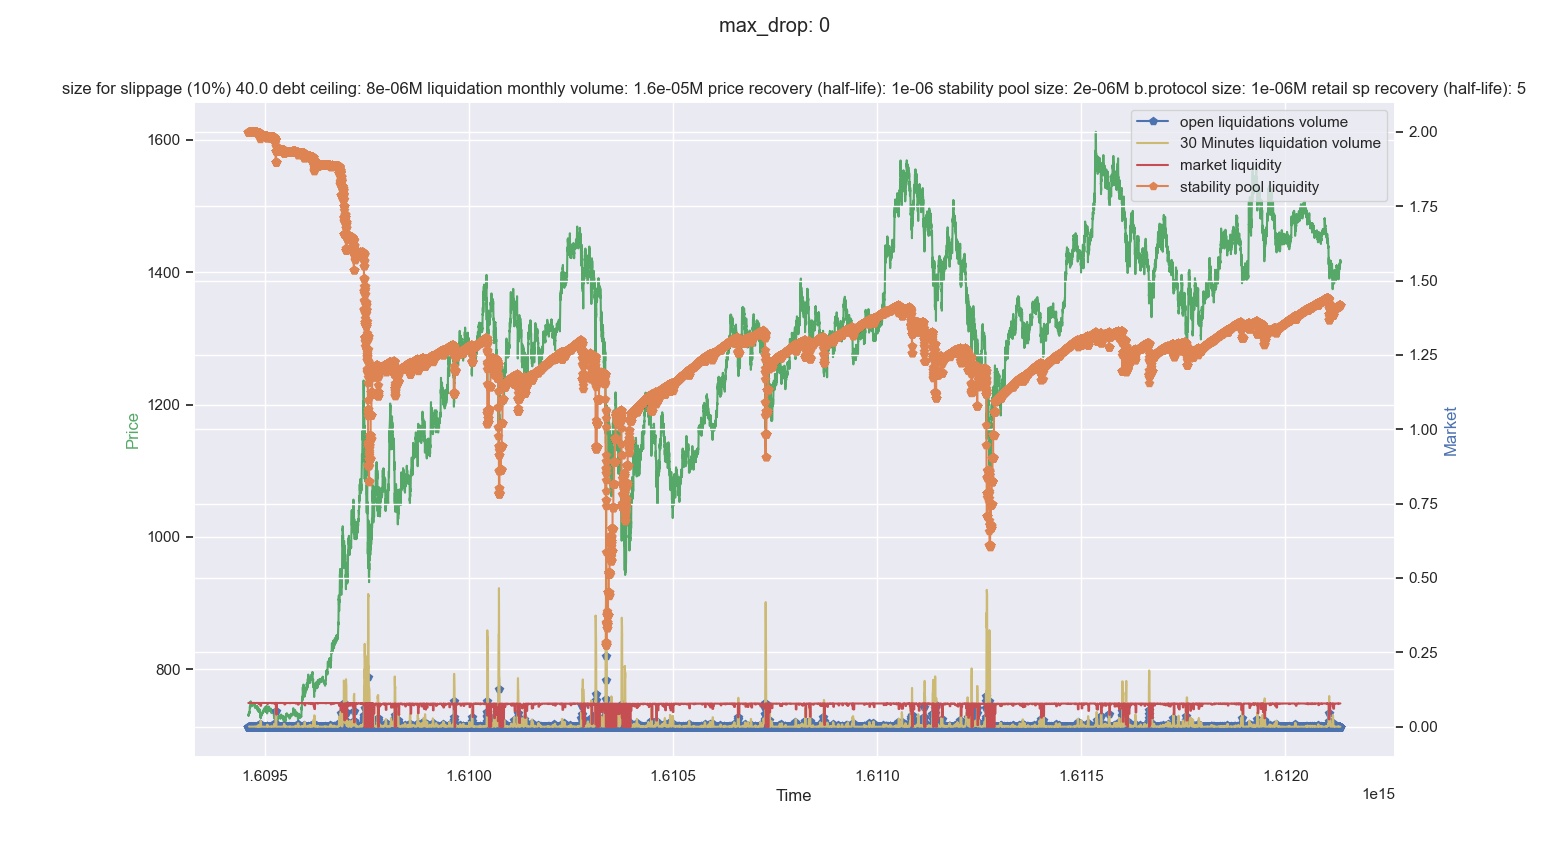 max_drop: 0
size for slippage (10%) 40.0 debt ceiling: 8e-06M liquidation monthly volume: 1.6e-05M price recovery (half-life): 1e-06 stability pool size: 2e-06M b.protocol size: 1e-06M retail sp recovery (half-life): 5
open liquidations volume
30 Minutes liquidation volume
market liquidity
stability pool liquidity
1600
1400
1200
1000
800
Price
2.00
1.75
1.50
1.25
1.00
0.75
0.50
0.25
0.00
Market
1.6095 1.6100 1.6105 1.6110 1.6115 1.6120
1e15
Time